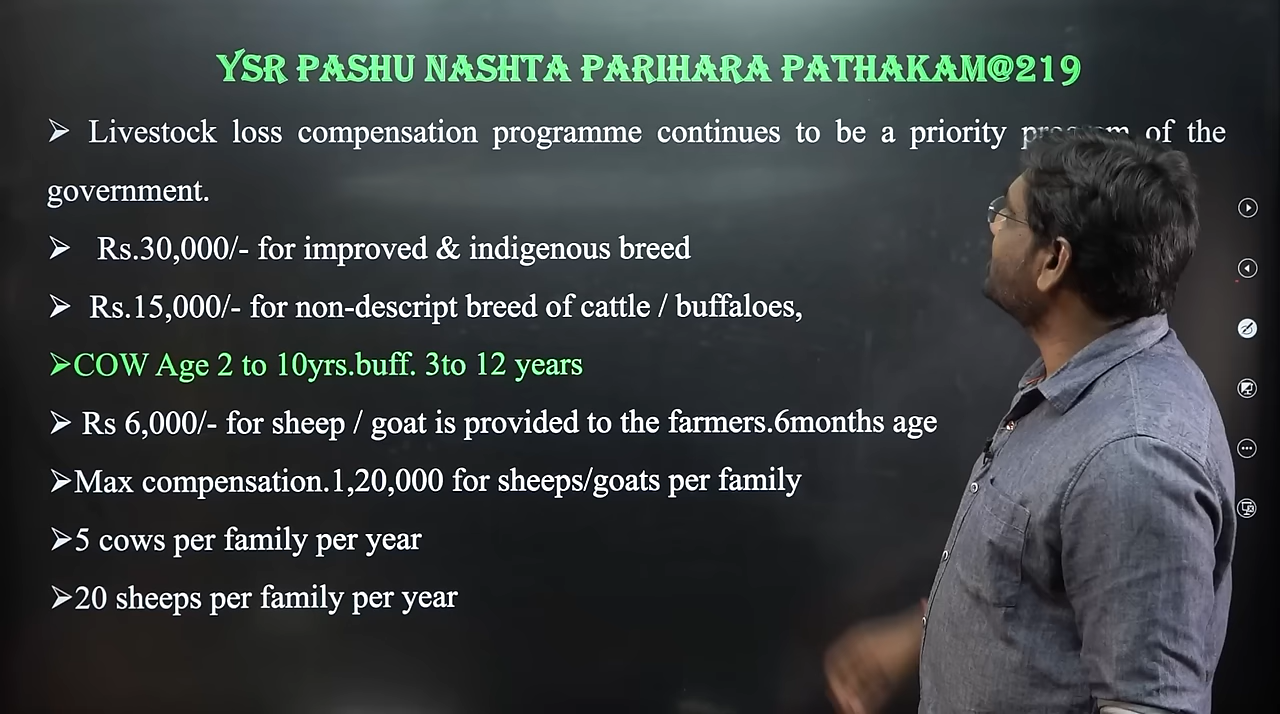 YSR PASHU NASHTA PARIHARA PATHAKAM@219
➢ Livestock loss compensation programme continues to be a priority program of the
government.
➢ Rs.30,000/- for improved & indigenous breed
➢ Rs.15,000/- for non-descript breed of cattle / buffaloes,
➢COW Age 2 to 10yrs.buff. 3to 12 years
➢ Rs 6,000/- for sheep / goat is provided to the farmers.6months age
➢Max compensation.1,20,000 for sheeps/goats per family
➢5 cows per family per year
➢20 sheeps per family per year